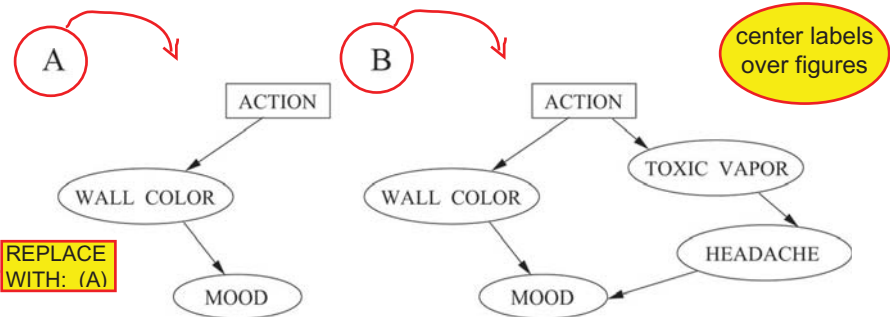 A
B
center labels
over figures
ACTION
ACTION
TOXIC VAPOR
WALL COLOR
WALL COLOR
REPLACE
WITH: (A)
HEADACHE
MOOD
MOOD